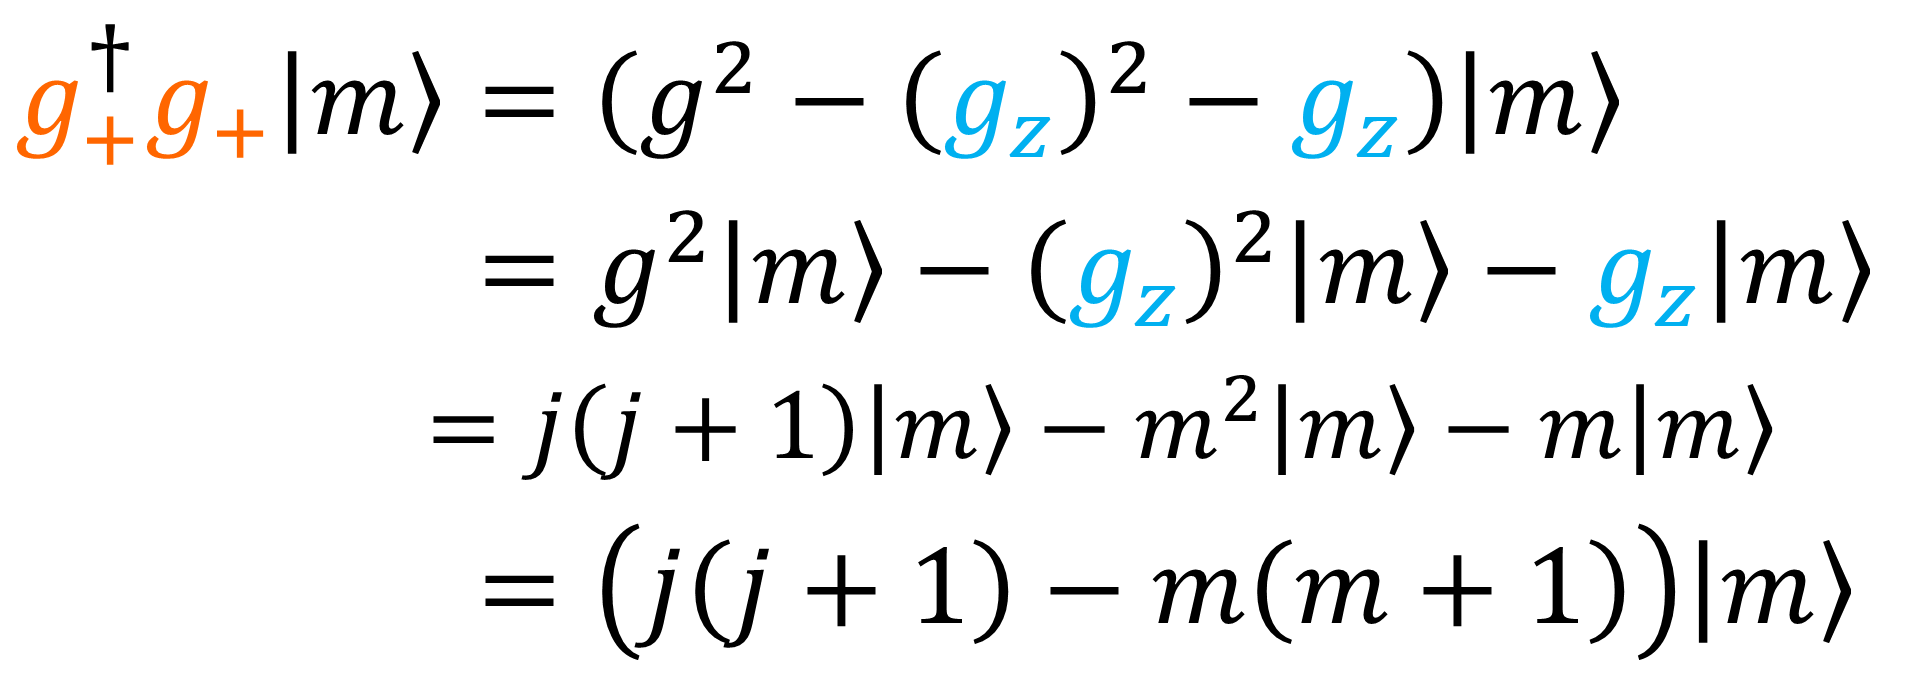 g₊†g₊|m⟩ = (g² − (g_z)² − g_z)|m⟩
= g²|m⟩ − (g_z)²|m⟩ − g_z|m⟩
= j(j + 1)|m⟩ − m²|m⟩ − m|m⟩
= (j(j + 1) − m(m + 1))|m⟩